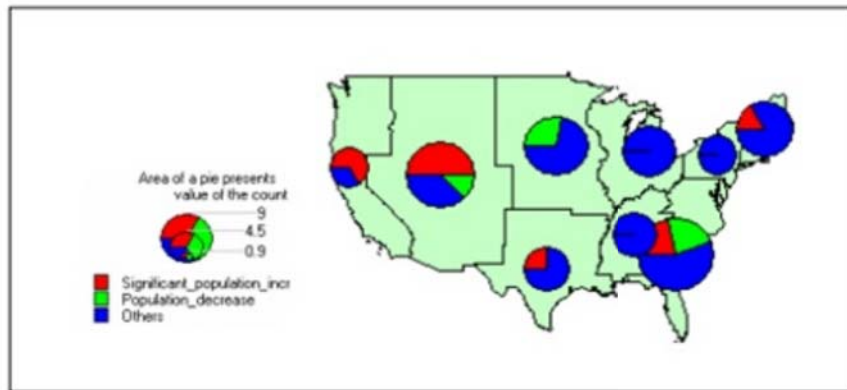 Area of a pie presents
value of the count
9
4.5
0.9
Significant_population_incr
Population_decrease
Others